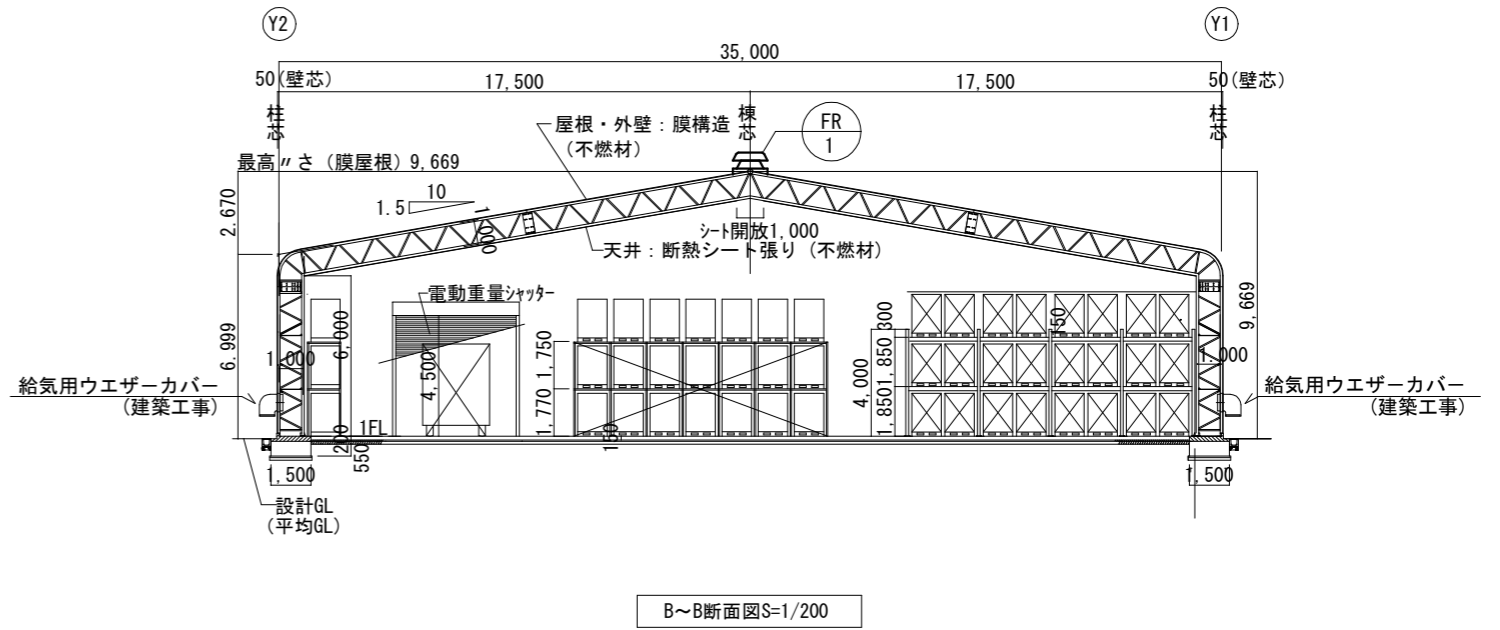 Y2
Y1
35,000
50(壁芯)
17,500
17,500
50(壁芯)
柱芯
棟芯
柱芯
屋根・外壁：膜構造
(不燃材)
FR
1
最高〃さ (膜屋根) 9,669
10
1.5
1,000
2.670
シート開放1,000
天井：断熱シート張り (不燃材)
電動重量シャッター
6.999
1.000
6,000
4,500
1,750
1,770
150
4,000
300
1,850
1,850
150
1.000
9,669
給気用ウエザーカバー
(建築工事)
給気用ウエザーカバー
(建築工事)
1FL
200
550
1,500
1,500
設計GL
(平均GL)
B～B断面図S=1/200